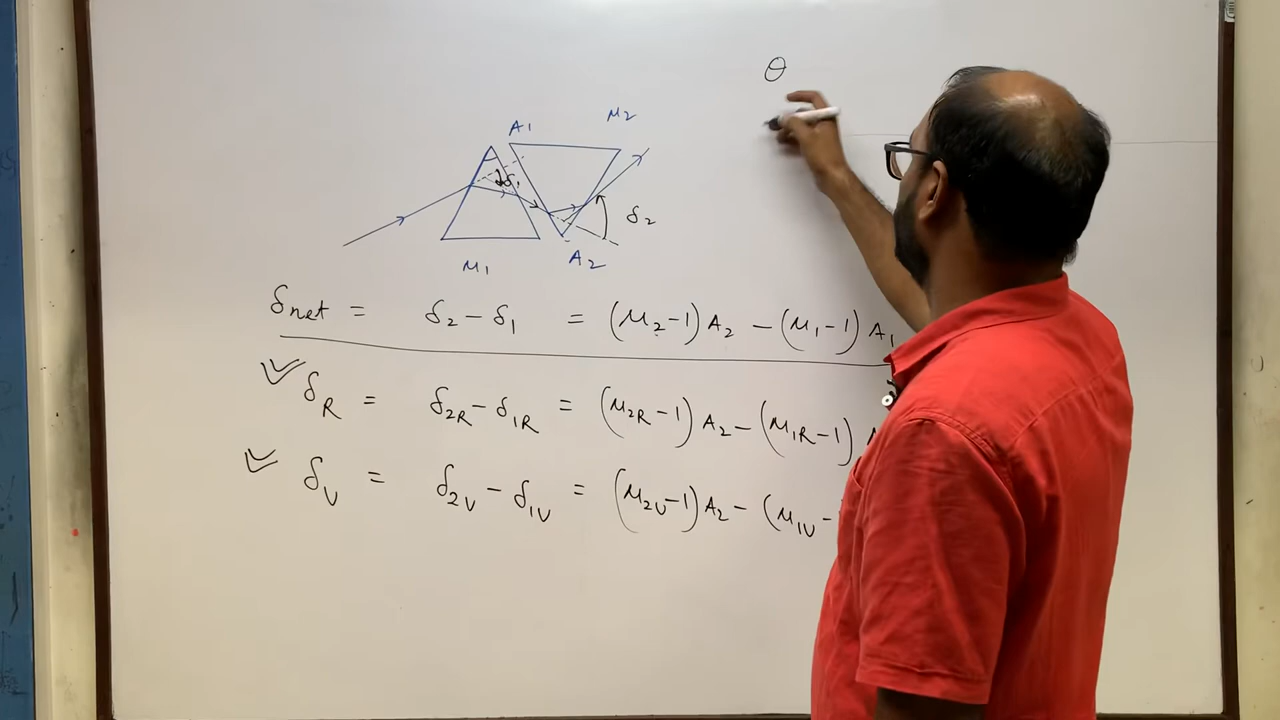 θ
A1 μ2
δ1
δ2
μ1 A2
δnet = δ2 - δ1 = (μ2-1) A2 - (μ1-1) A1
δR = δ2R - δ1R = (μ2R-1) A2 - (μ1R-1)
δV = δ2V - δ1V = (μ2V-1) A2 - (μ1V -